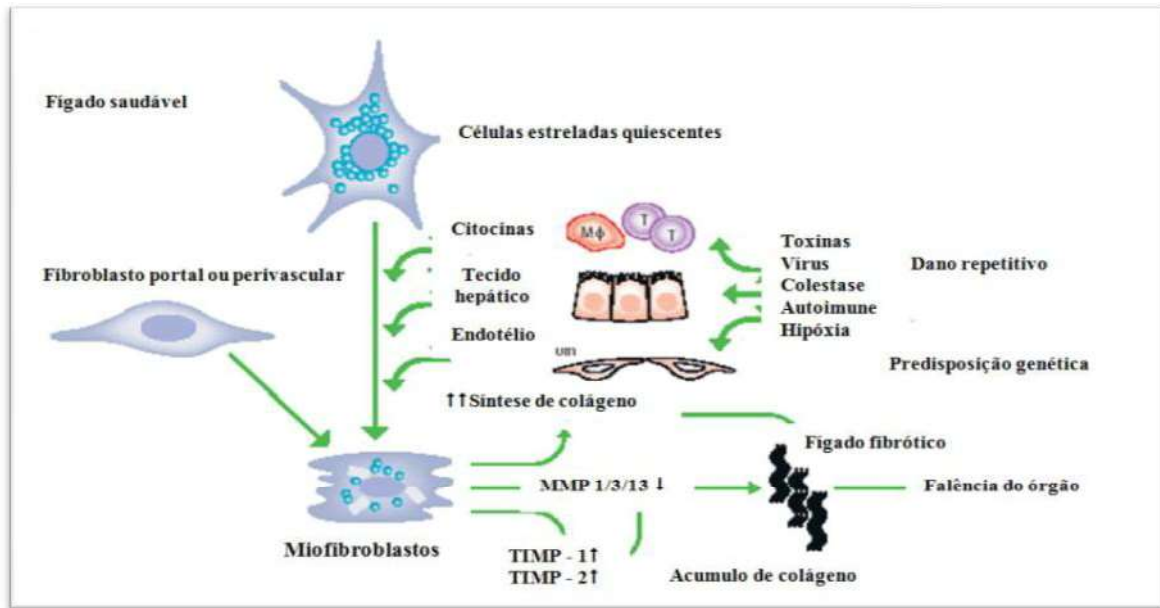 Fígado saudável
Células estreladas quiescentes
Citocinas
Mϕ
T
T
Toxinas
Vírus
Colestase
Autoimune
Hipóxia
Dano repetitivo
Fibroblasto portal ou perivascular
Tecido
hepático
Endotélio
Predisposição genética
↑↑Síntese de colágeno
Fígado fibrótico
MMP 1/3/13 ↓
Falência do órgão
Miofibroblastos
TIMP - 1↑
TIMP - 2↑
Acumulo de colágeno